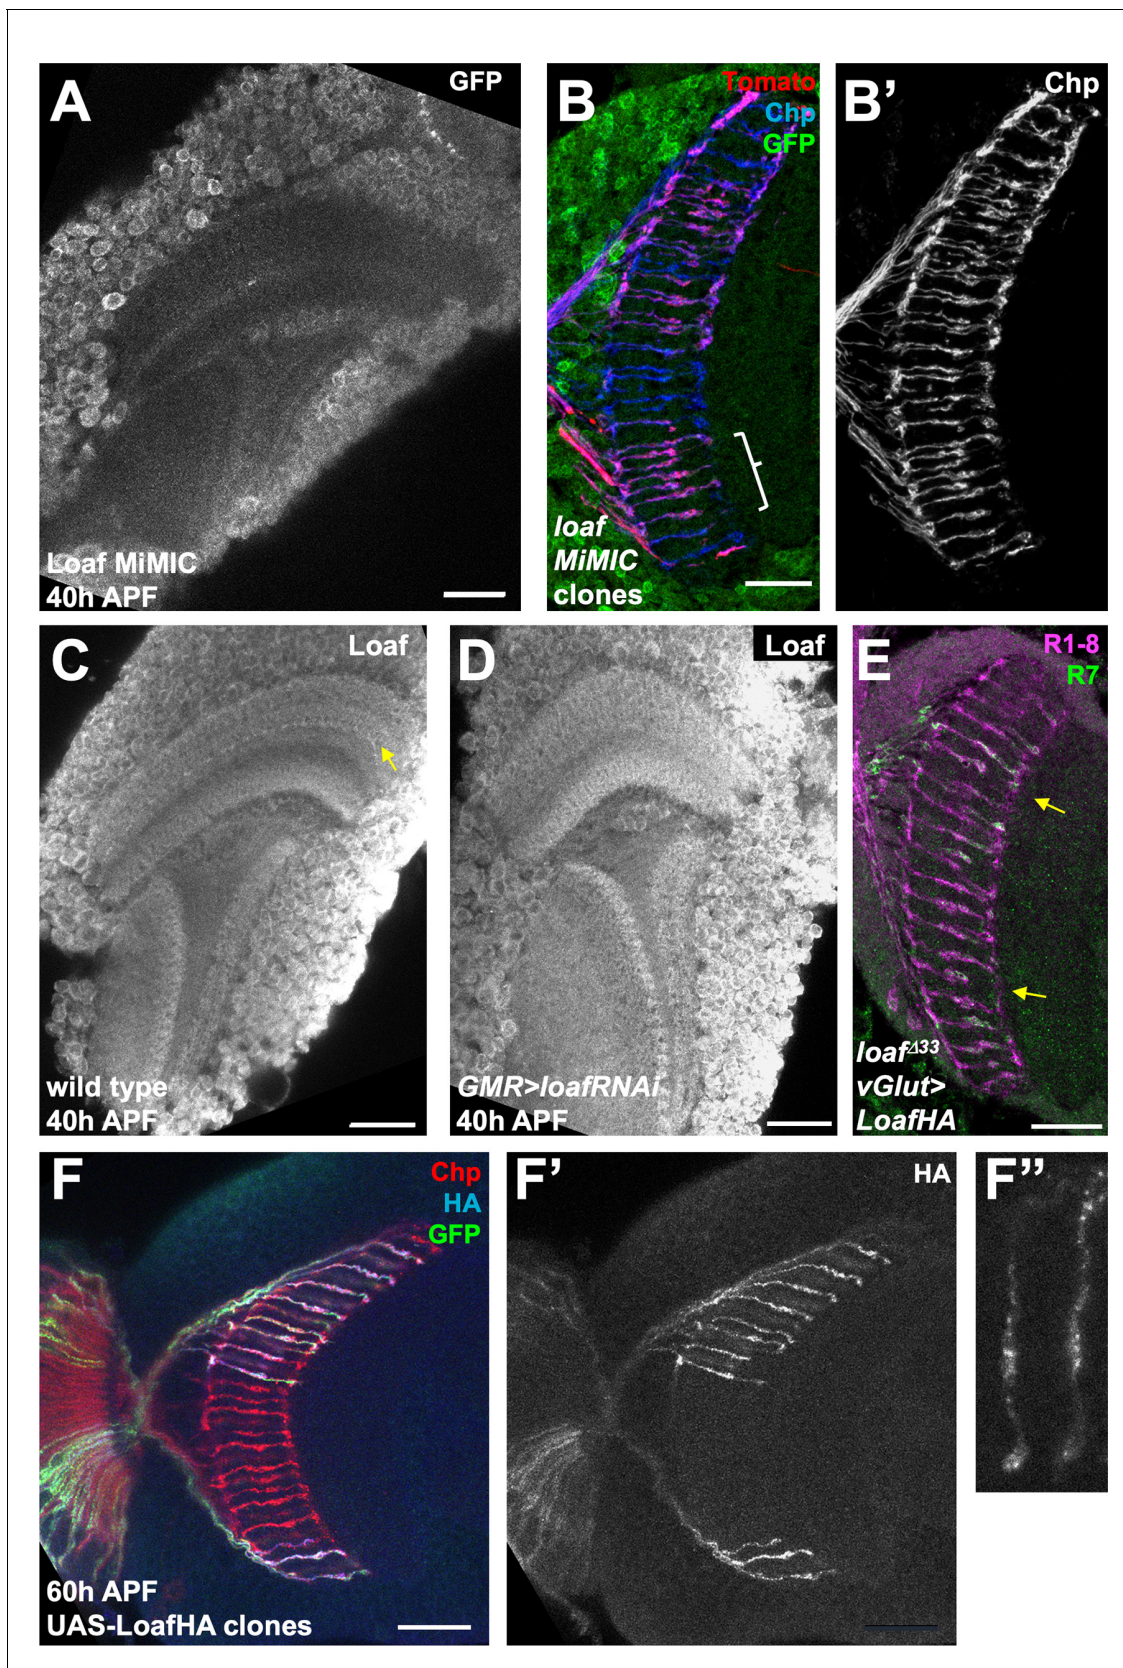 A
GFP
Loaf MiMIC
40h APF
B
Tomato
Chp
GFP
loaf
MiMIC
clones
B’
Chp
C
Loaf
wild type
40h APF
D
Loaf
GMR>loafRNAi
40h APF
E
R1-8
R7
loafΔ33
vGlut>
LoafHA
F
Chp
HA
GFP
60h APF
UAS-LoafHA clones
F’
HA
F’’